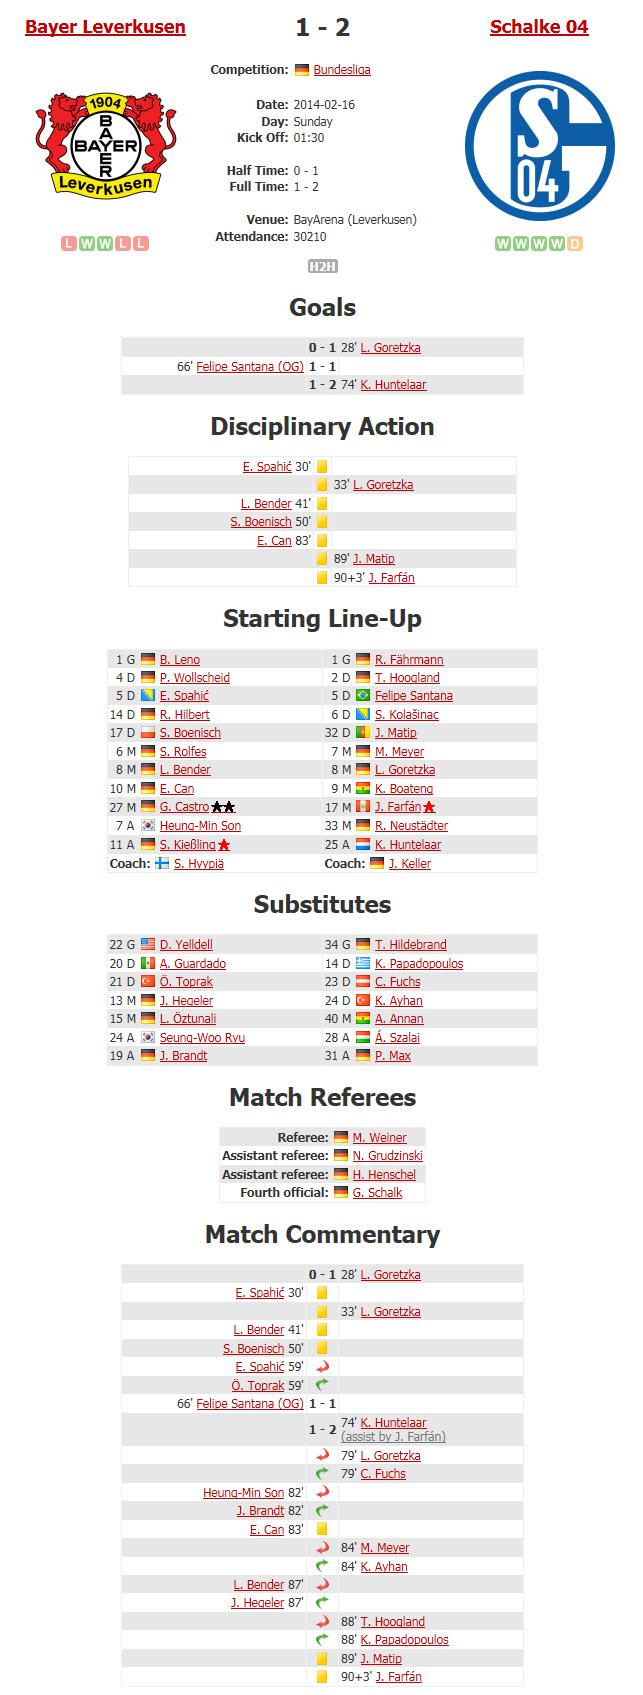 Bayer Leverkusen 1 - 2 Schalke 04
Competition: Bundesliga
1904
BAYER
BAYER
Leverkusen
S
04
Date: 2014-02-16
Day: Sunday
Kick Off: 01:30
Half Time: 0 - 1
Full Time: 1 - 2
Venue: BayArena (Leverkusen)
Attendance: 30210
L W W L L W W W W D
H2H
Goals
0 - 1 28' L. Goretzka
66' Felipe Santana (OG) 1 - 1
1 - 2 74' K. Huntelaar
Disciplinary Action
E. Spahić 30'
33' L. Goretzka
L. Bender 41'
S. Boenisch 50'
E. Can 83'
89' J. Matip
90+3' J. Farfán
Starting Line-Up
1 G B. Leno 1 G R. Fährmann
4 D P. Wollscheid 2 D T. Hoogland
5 D E. Spahić 5 D Felipe Santana
14 D R. Hilbert 6 D S. Kolašinac
17 D S. Boenisch 32 D J. Matip
6 M S. Rolfes 7 M M. Meyer
8 M L. Bender 8 M L. Goretzka
10 M E. Can 9 M K. Boateng
27 M G. Castro 17 M J. Farfán
7 A Heung-Min Son 33 M R. Neustädter
11 A S. Kießling 25 A K. Huntelaar
Coach: S. Hyypiä Coach: J. Keller
Substitutes
22 G D. Yelldell 34 G T. Hildebrand
20 D A. Guardado 14 D K. Papadopoulos
21 D Ö. Toprak 23 D C. Fuchs
13 M J. Hegeler 24 D K. Ayhan
15 M L. Öztunali 40 M A. Annan
24 A Seung-Woo Ryu 28 A Á. Szalai
19 A J. Brandt 31 A P. Max
Match Referees
Referee: M. Weiner
Assistant referee: N. Grudzinski
Assistant referee: H. Henschel
Fourth official: G. Schalk
Match Commentary
0 - 1 28' L. Goretzka
E. Spahić 30'
33' L. Goretzka
L. Bender 41'
S. Boenisch 50'
E. Spahić 59'
Ö. Toprak 59'
66' Felipe Santana (OG) 1 - 1
1 - 2 74' K. Huntelaar
(assist by J. Farfán)
79' L. Goretzka
79' C. Fuchs
Heung-Min Son 82'
J. Brandt 82'
E. Can 83'
84' M. Meyer
84' K. Ayhan
L. Bender 87'
J. Hegeler 87'
88' T. Hoogland
88' K. Papadopoulos
89' J. Matip
90+3' J. Farfán